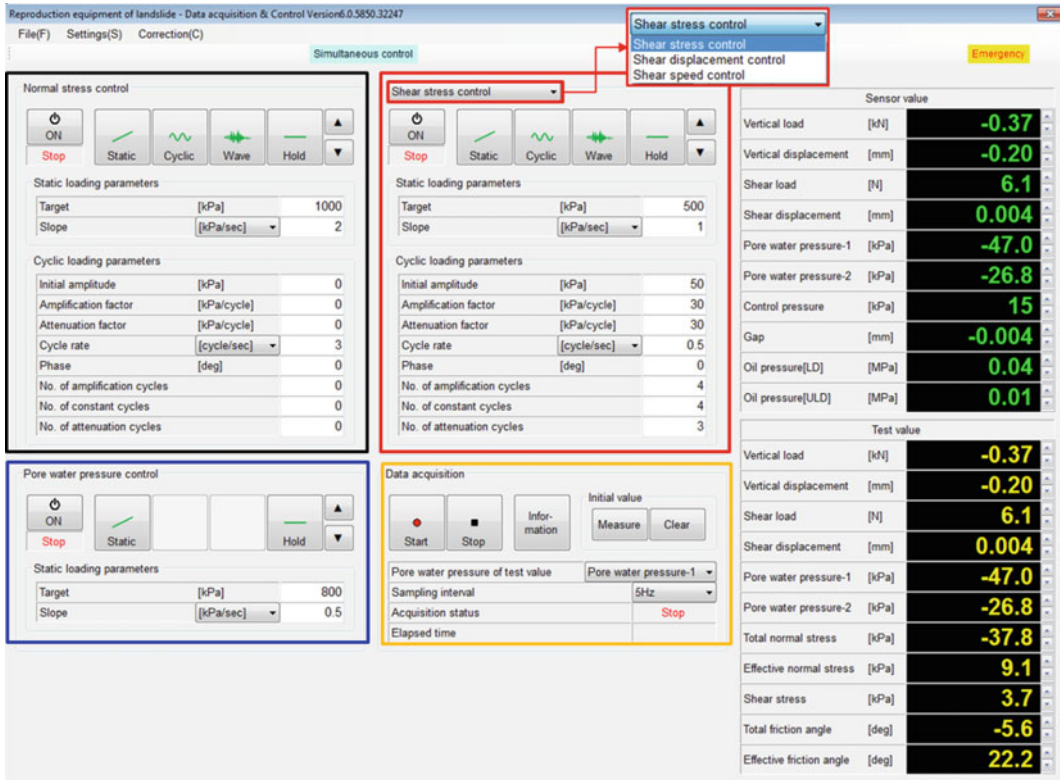 Reproduction equipment of landslide - Data acquisition & Control Version6.0.5850.32247
File(F) Settings(S) Correction(C)
Simultaneous control
Shear stress control
Shear stress control
Shear displacement control
Shear speed control
Emergency
Normal stress control
ON
Stop Static Cyclic Wave Hold
Static loading parameters
Target [kPa] 1000
Slope [kPa/sec] 2
Cyclic loading parameters
Initial amplitude [kPa] 0
Amplification factor [kPa/cycle] 0
Attenuation factor [kPa/cycle] 0
Cycle rate [cycle/sec] 3
Phase [deg] 0
No. of amplification cycles 0
No. of constant cycles 0
No. of attenuation cycles 0
Shear stress control
ON
Stop Static Cyclic Wave Hold
Static loading parameters
Target [kPa] 500
Slope [kPa/sec] 1
Cyclic loading parameters
Initial amplitude [kPa] 50
Amplification factor [kPa/cycle] 30
Attenuation factor [kPa/cycle] 30
Cycle rate [cycle/sec] 0.5
Phase [deg] 0
No. of amplification cycles 4
No. of constant cycles 4
No. of attenuation cycles 3
Pore water pressure control
ON
Stop Static Hold
Static loading parameters
Target [kPa] 800
Slope [kPa/sec] 0.5
Data acquisition
Start Stop
Infor-
mation
Initial value
Measure Clear
Pore water pressure of test value Pore water pressure-1
Sampling interval 5Hz
Acquisition status Stop
Elapsed time
Sensor value
Vertical load [kN] -0.37
Vertical displacement [mm] -0.20
Shear load [N] 6.1
Shear displacement [mm] 0.004
Pore water pressure-1 [kPa] -47.0
Pore water pressure-2 [kPa] -26.8
Control pressure [kPa] 15
Gap [mm] -0.004
Oil pressure[LD] [MPa] 0.04
Oil pressure[ULD] [MPa] 0.01
Test value
Vertical load [kN] -0.37
Vertical displacement [mm] -0.20
Shear load [N] 6.1
Shear displacement [mm] 0.004
Pore water pressure-1 [kPa] -47.0
Pore water pressure-2 [kPa] -26.8
Total normal stress [kPa] -37.8
Effective normal stress [kPa] 9.1
Shear stress [kPa] 3.7
Total friction angle [deg] -5.6
Effective friction angle [deg] 22.2